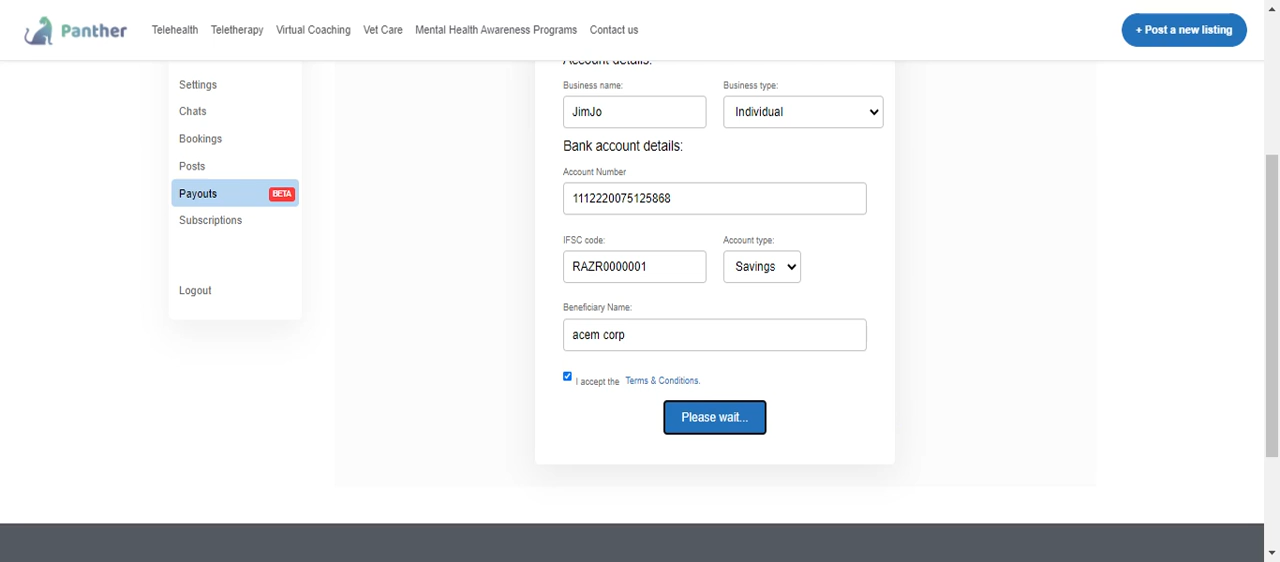 Panther
Telehealth Teletherapy Virtual Coaching Vet Care Mental Health Awareness Programs Contact us
+ Post a new listing
Settings
Chats
Bookings
Posts
Payouts BETA
Subscriptions
Logout
Account details:
Business name: Business type:
JimJo Individual
Bank account details:
Account Number
1112220075125868
IFSC code: Account type:
RAZR0000001 Savings
Beneficiary Name:
acem corp
I accept the Terms & Conditions.
Please wait...